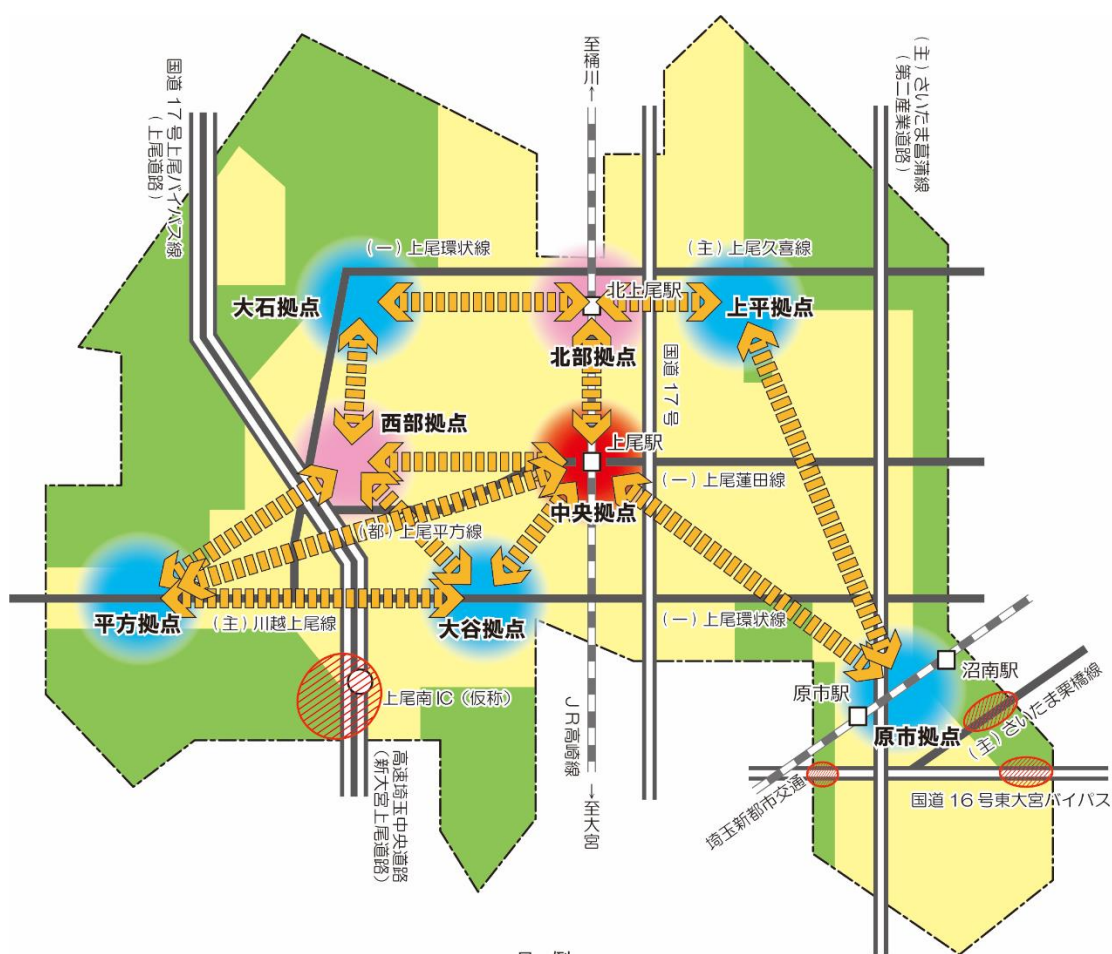 至桶川→
(主)さいたま菖蒲線
(第二産業道路)
国道17号上尾バイパス線
(上尾道路)
(一)上尾環状線
(主)上尾久喜線
大石拠点
北上尾駅
上平拠点
北部拠点
国道17号
西部拠点
上尾駅
(一)上尾蓮田線
中央拠点
(都)上尾平方線
平方拠点
(主)川越上尾線
大谷拠点
(一)上尾環状線
沼南駅
原市駅
上尾南IC(仮称)
原市拠点
(主)さいたま栗橋線
JR高崎線
→至大宮
高速埼玉中央道路
(新大宮上尾道路)
埼玉新都市交通
国道16号東大宮バイパス